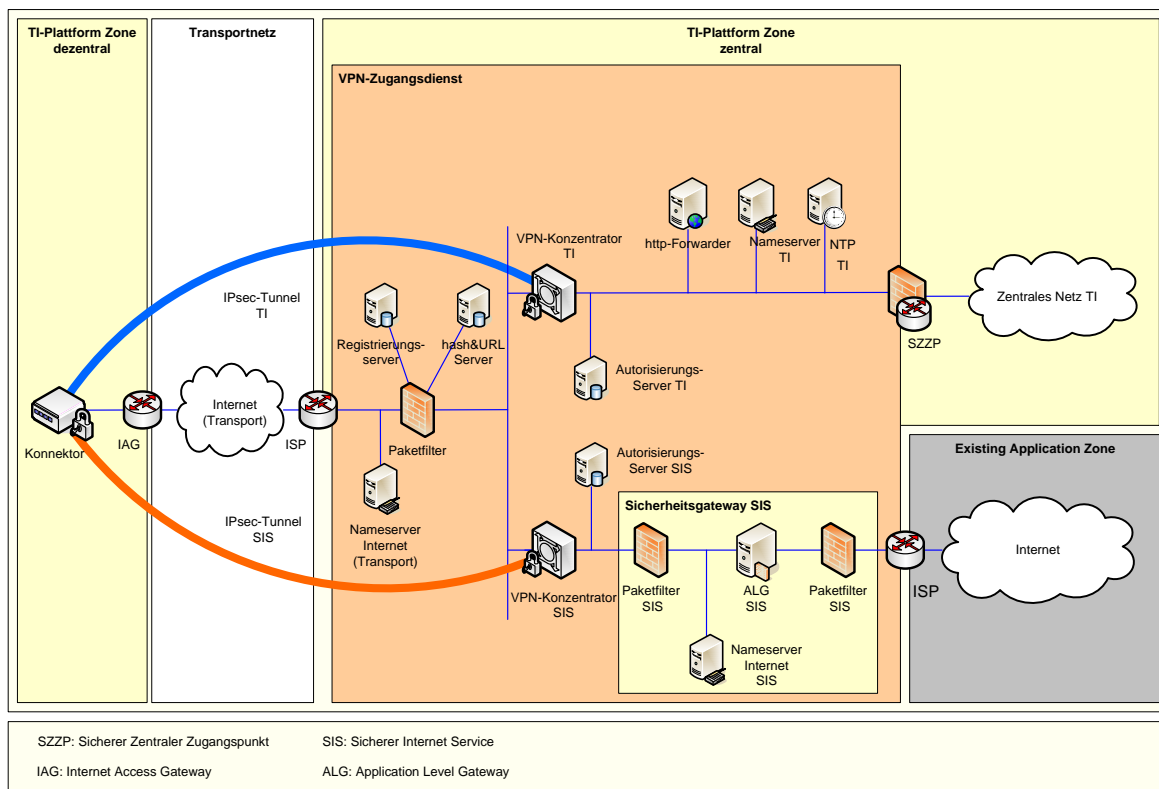 TI-Plattform Zone
dezentral
Transportnetz
TI-Plattform Zone
zentral
VPN-Zugangsdienst
http-Forwarder
Nameserver
TI
NTP
TI
VPN-Konzentrator
TI
IPsec-Tunnel
TI
Registrierungs-
server
hash&URL
Server
Zentrales Netz TI
SZZP
Autorisierungs-
Server TI
Internet
(Transport)
Konnektor
IAG
ISP
Paketfilter
Autorisierungs-
Server SIS
Existing Application Zone
Sicherheitsgateway SIS
IPsec-Tunnel
SIS
Nameserver
Internet
(Transport)
Internet
VPN-Konzentrator
SIS
Paketfilter
SIS
ALG
SIS
Paketfilter
SIS
ISP
Nameserver
Internet
SIS
SZZP: Sicherer Zentraler Zugangspunkt
SIS: Sicherer Internet Service
IAG: Internet Access Gateway
ALG: Application Level Gateway